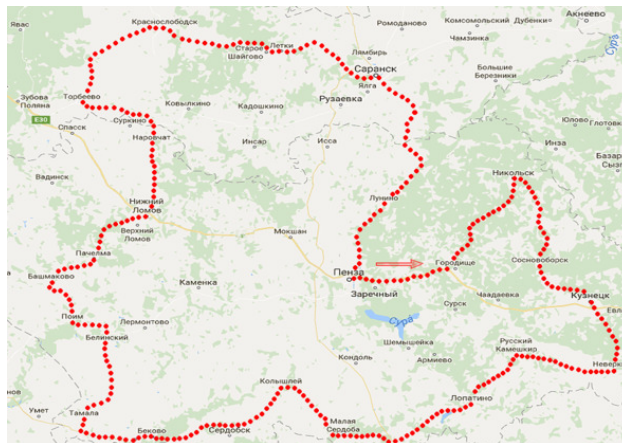 Явас
Краснослободск
Ромоданово
Комсомольский
Дубенки
Акнеево
Чамзинка
Сура
Старое
Шайгово
Летки
Лямбирь
Саранск
Ялга
Большие
Березники
Зубова
Поляна
Торбеево
Ковылкино
Кадошкино
Рузаевка
E30
Спасск
Суркино
Наровчат
Инсар
Исса
Инза
Юлово
Глотовка
Базар
Сызг
Вадинск
Нижний
Ломов
Верхний
Ломов
Лунино
Никольск
Мокшан
Пачелма
Башмаково
Каменка
Пенза
Заречный
Городище
Сосновоборск
Сурск
Чаадаевка
Кузнецк
Евл
Поим
Лермонтово
Белинский
Сура
Шемышейка
Армиево
Русский
Камешкир
Неверк
Кондоль
Умет
Тамала
Колышлей
Лопатино
Беково
Сердобск
Малая
Сердоба